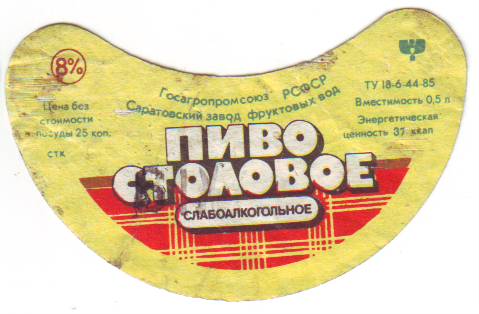 8%
Госагропромсоюз РСФСР
Саратовский завод фруктовых вод
Цена без
стоимости
посуды 25 коп.
стк
ТУ 18-6-44-85
Вместимость 0,5 л
Энергетическая
ценность 37 ккал
ПИВО
СТОЛОВОЕ
СЛАБОАЛКОГОЛЬНОЕ